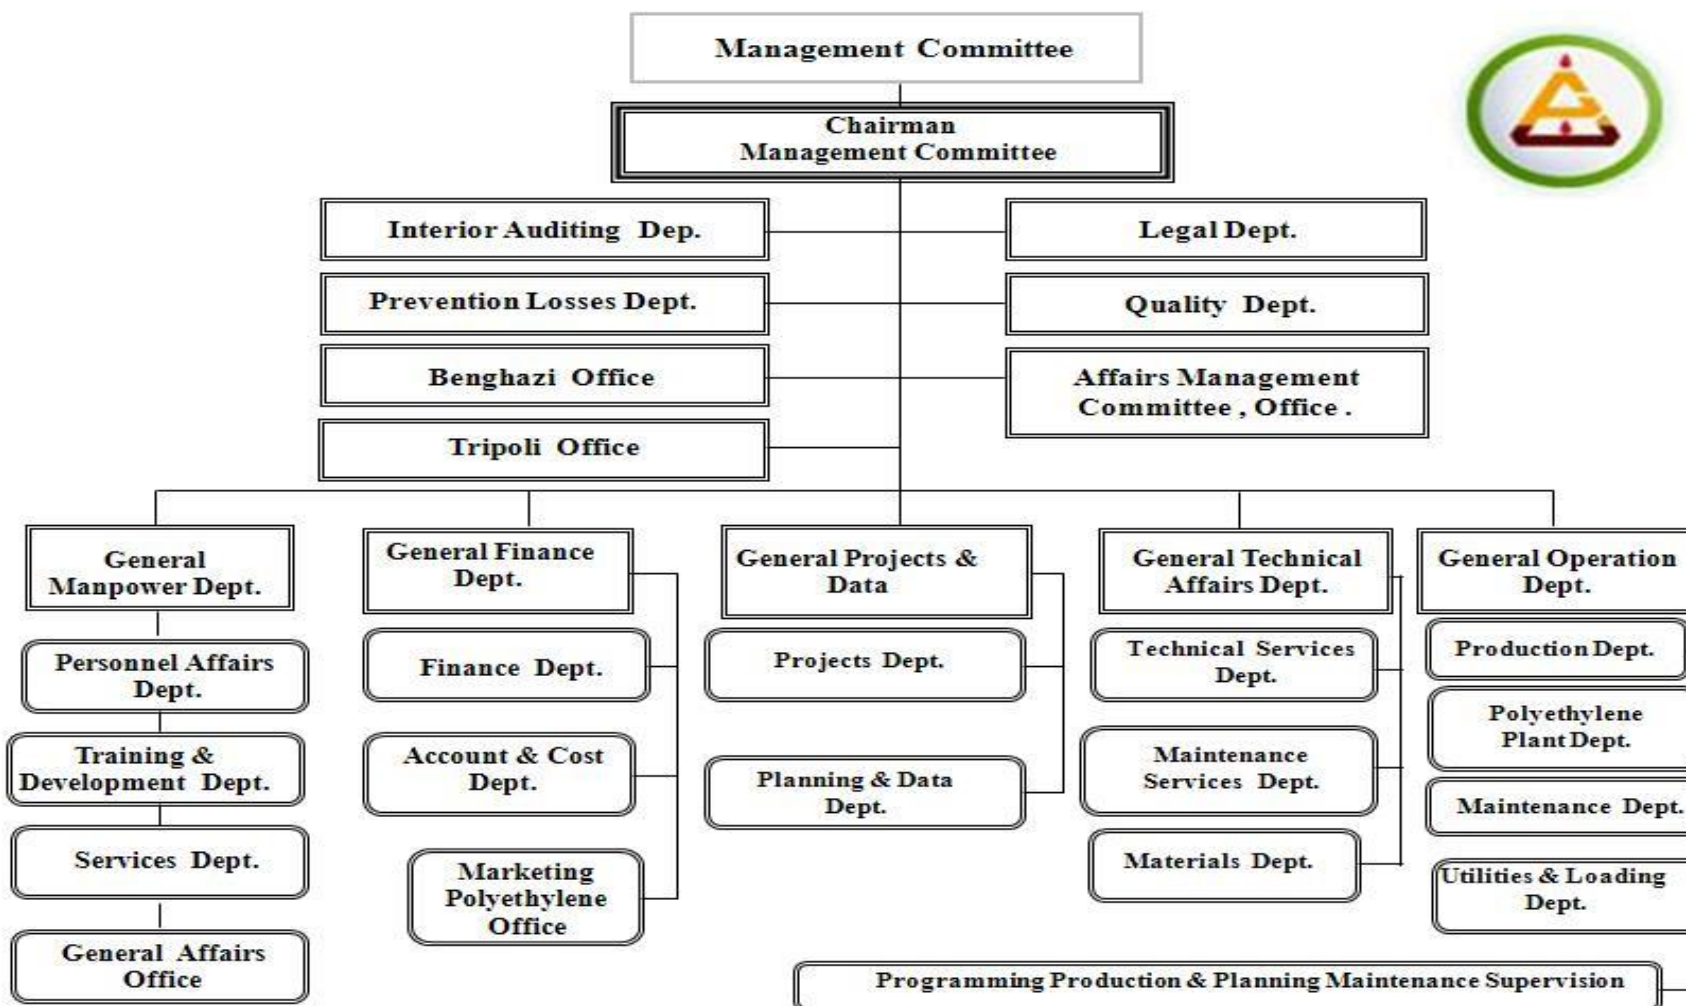 Management Committee
Chairman
Management Committee
Interior Auditing Dep.
Legal Dept.
Prevention Losses Dept.
Quality Dept.
Benghazi Office
Affairs Management
Committee , Office .
Tripoli Office
General
Manpower Dept.
General Finance
Dept.
General Projects &
Data
General Technical
Affairs Dept.
General Operation
Dept.
Personnel Affairs
Dept.
Training &
Development Dept.
Services Dept.
General Affairs
Office
Finance Dept.
Account & Cost
Dept.
Marketing
Polyethylene
Office
Projects Dept.
Planning & Data
Dept.
Technical Services
Dept.
Maintenance
Services Dept.
Materials Dept.
Production Dept.
Polyethylene
Plant Dept.
Maintenance Dept.
Utilities & Loading
Dept.
Programming Production & Planning Maintenance Supervision